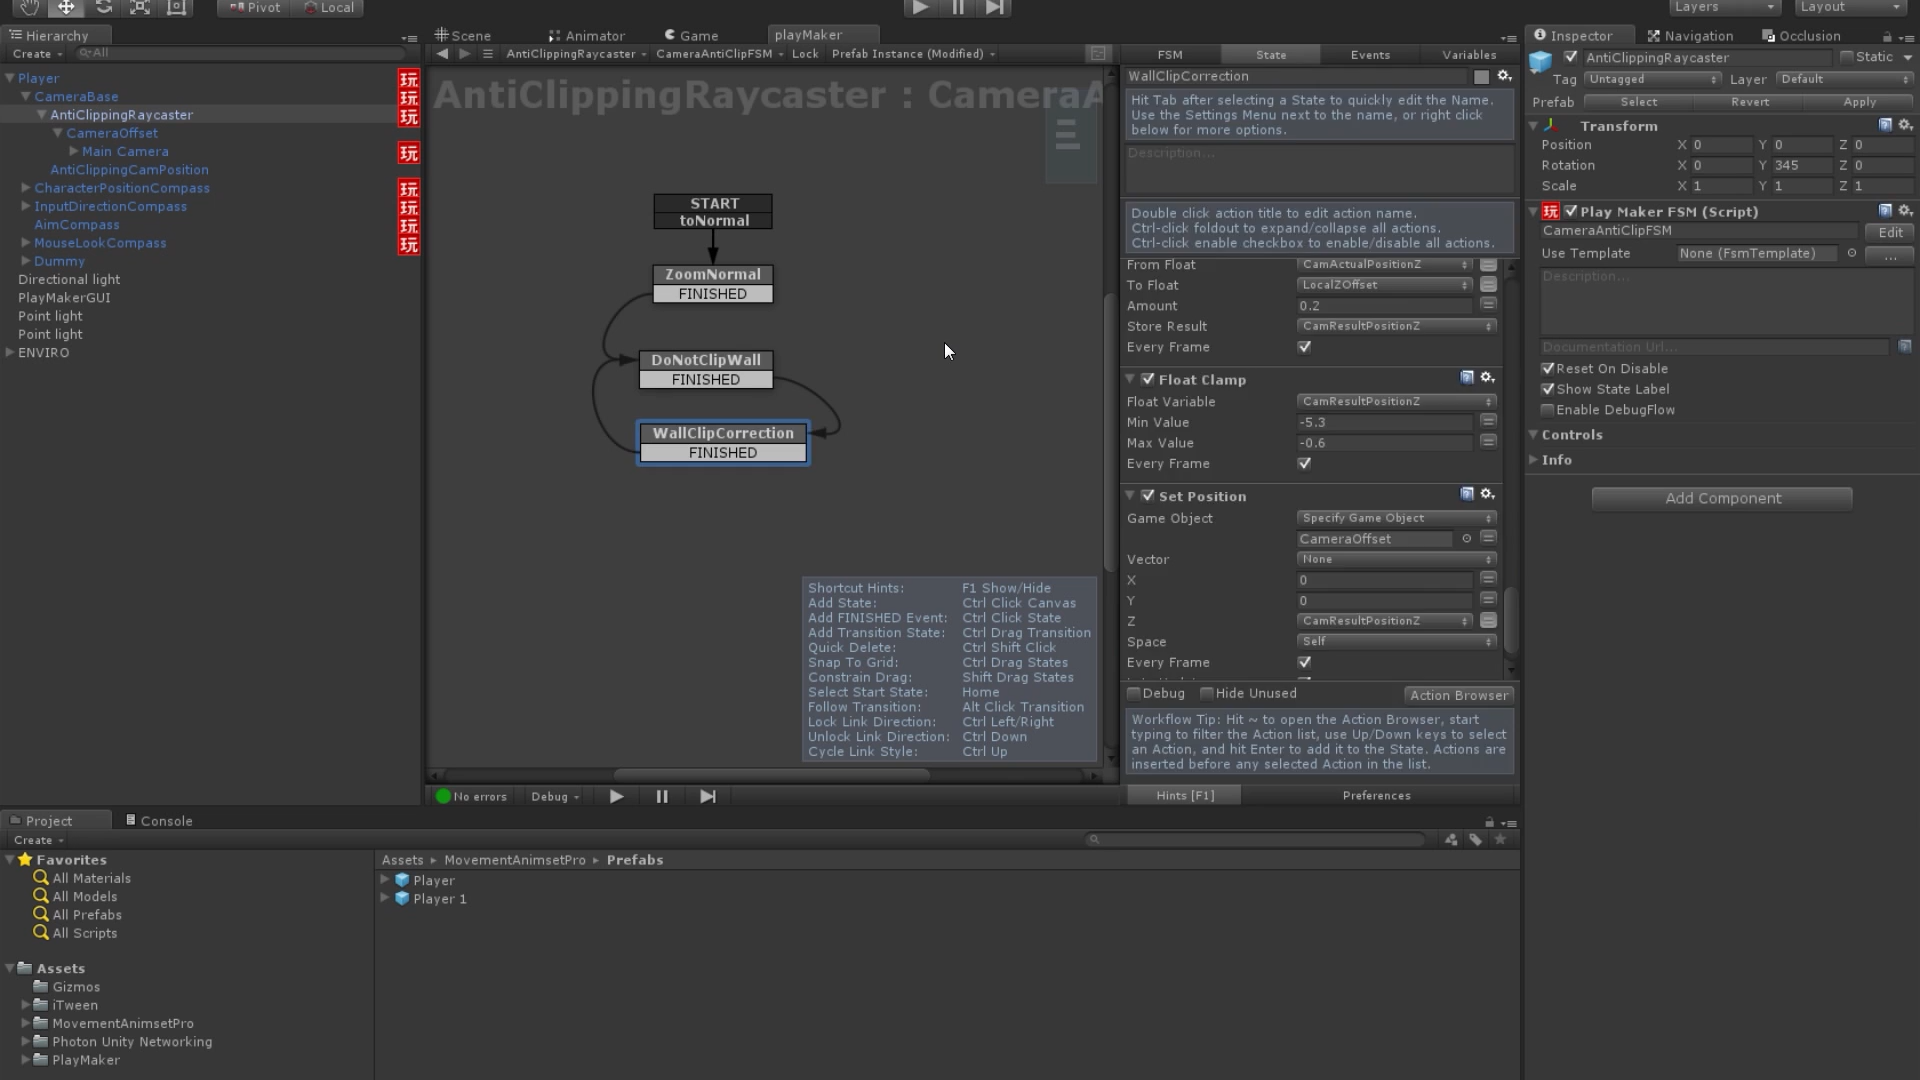 Pivot
Local
Layers
Layout
Hierarchy
Create
All
Player
CameraBase
AntiClippingRaycaster
CameraOffset
Main Camera
AntiClippingCamPosition
CharacterPositionCompass
InputDirectionCompass
AimCompass
MouseLookCompass
Dummy
Directional light
PlayMakerGUI
Point light
Point light
ENVIRO
玩
玩
玩
玩
玩
玩
玩
玩
Scene
Animator
Game
playMaker
AntiClippingRaycaster
CameraAntiClipFSM
Lock
Prefab Instance (Modified)
AntiClippingRaycaster : CameraA
START
toNormal
ZoomNormal
FINISHED
DoNotClipWall
FINISHED
WallClipCorrection
FINISHED
Shortcut Hints: F1 Show/Hide
Add State: Ctrl Click Canvas
Add FINISHED Event: Ctrl Click State
Add Transition State: Ctrl Drag Transition
Quick Delete: Ctrl Shift Click
Snap To Grid: Ctrl Drag States
Constrain Drag: Shift Drag States
Select Start State: Home
Follow Transition: Alt Click Transition
Lock Link Direction: Ctrl Left/Right
Unlock Link Direction: Ctrl Down
Cycle Link Style: Ctrl Up
No errors
Debug
FSM
State
Events
Variables
WallClipCorrection
Hit Tab after selecting a State to quickly edit the Name.
Use the Settings Menu next to the name, or right click
below for more options.
Description...
Double click action title to edit action name.
Ctrl-click foldout to expand/collapse all actions.
Ctrl-click enable checkbox to enable/disable all actions.
From Float CamActualPositionZ
To Float LocalZOffset
Amount 0.2
Store Result CamResultPositionZ
Every Frame
Float Clamp
Float Variable CamResultPositionZ
Min Value -5.3
Max Value -0.6
Every Frame
Set Position
Game Object Specify Game Object
CameraOffset
Vector None
X 0
Y 0
Z CamResultPositionZ
Space Self
Every Frame
Debug
Hide Unused
Action Browser
Workflow Tip: Hit ~ to open the Action Browser, start
typing to filter the Action list, use Up/Down keys to select
an Action, and hit Enter to add it to the State. Actions are
inserted before any selected Action in the list.
Hints [F1]
Preferences
Inspector
Navigation
Occlusion
AntiClippingRaycaster
Static
Tag Untagged
Layer Default
Prefab Select Revert Apply
Transform
Position X 0 Y 0 Z 0
Rotation X 0 Y 345 Z 0
Scale X 1 Y 1 Z 1
玩 Play Maker FSM (Script)
CameraAntiClipFSM
Edit
Use Template None (FsmTemplate) ...
Description...
Documentation Url...
Reset On Disable
Show State Label
Enable DebugFlow
Controls
Info
Add Component
Project
Console
Create
Favorites
All Materials
All Models
All Prefabs
All Scripts
Assets
Gizmos
iTween
MovementAnimsetPro
Photon Unity Networking
PlayMaker
Assets MovementAnimsetPro Prefabs
Player
Player 1